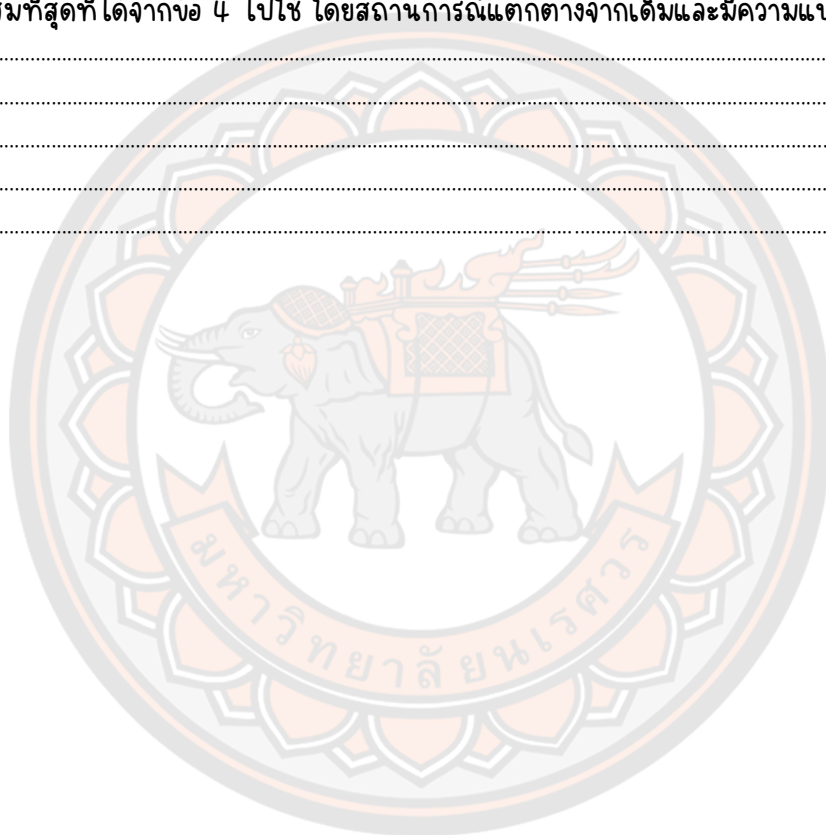 ที่สุดที่ได้จากข้อ 4 ไปใช้ โดยสถานการณ์แตกต่างจากเดิมและมีความ
มหาวิทยาลัยนเรศวร